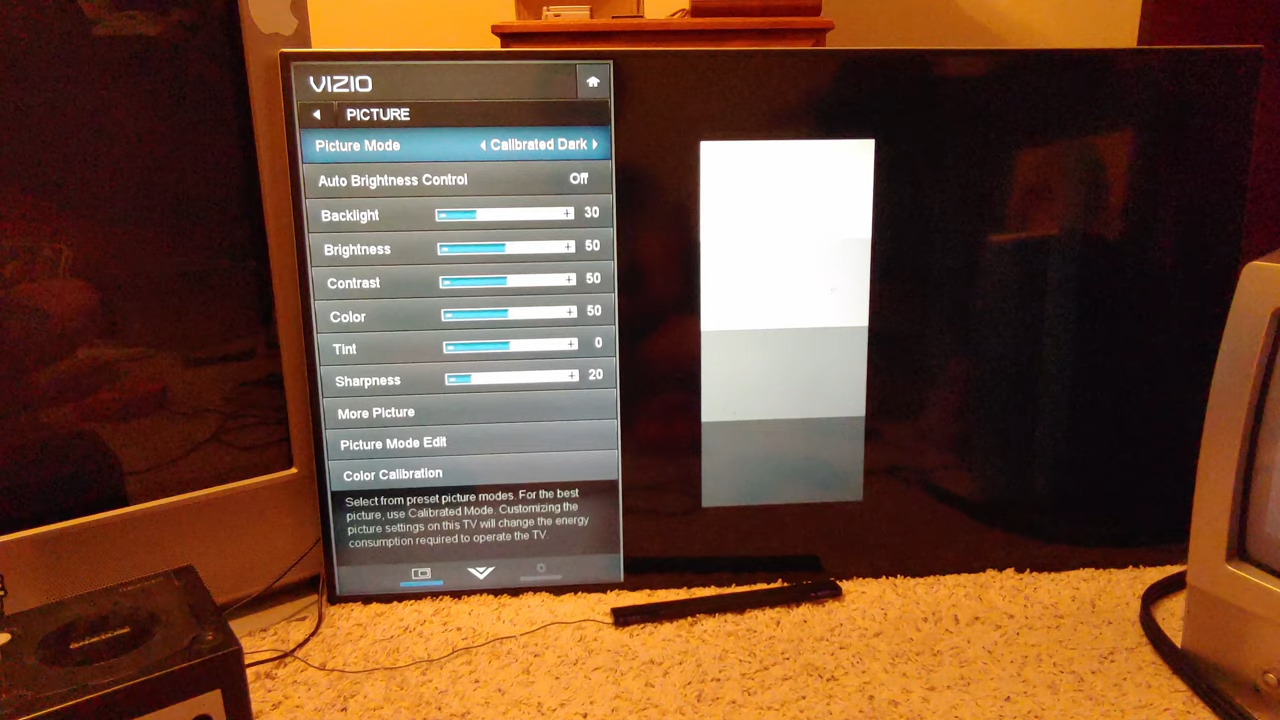 VIZIO
PICTURE
Picture Mode Calibrated Dark
Auto Brightness Control Off
Backlight 30
Brightness 50
Contrast 50
Color 50
Tint 0
Sharpness 20
More Picture
Picture Mode Edit
Color Calibration
Select from preset picture modes. For the best
picture, use Calibrated Mode. Customizing the
picture settings on this TV will change the energy
consumption required to operate the TV.